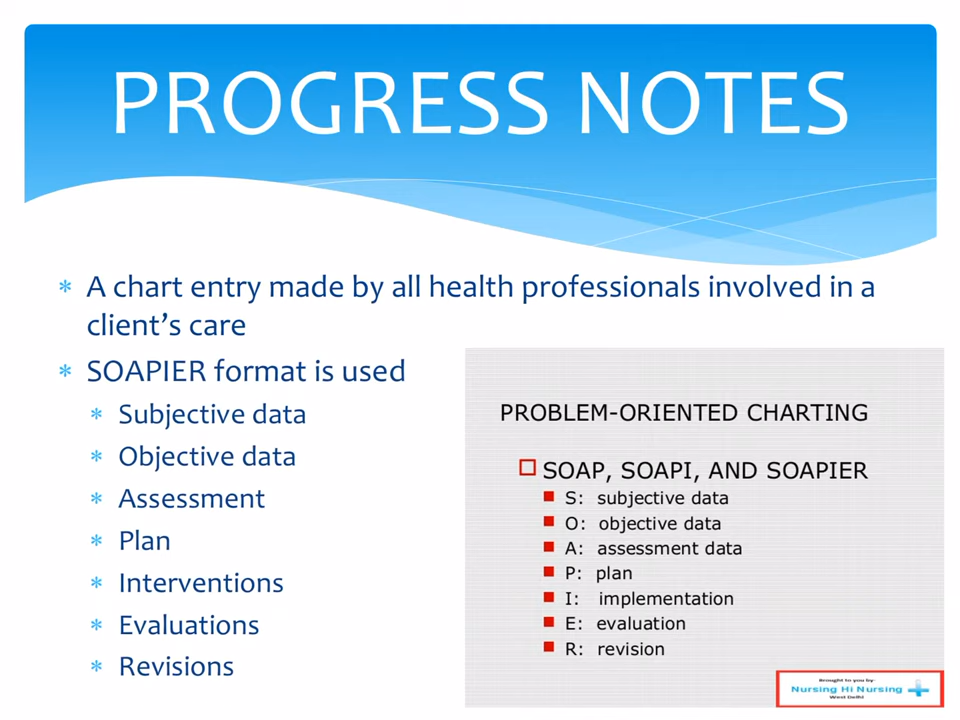 PROGRESS NOTES
* A chart entry made by all health professionals involved in a
client's care
* SOAPIER format is used
* Subjective data
* Objective data
* Assessment
* Plan
* Interventions
* Evaluations
* Revisions
PROBLEM-ORIENTED CHARTING
SOAP, SOAPI, AND SOAPIER
S: subjective data
O: objective data
A: assessment data
P: plan
I: implementation
E: evaluation
R: revision
Brought to you by:
Nursing Hi Nursing
West Delhi